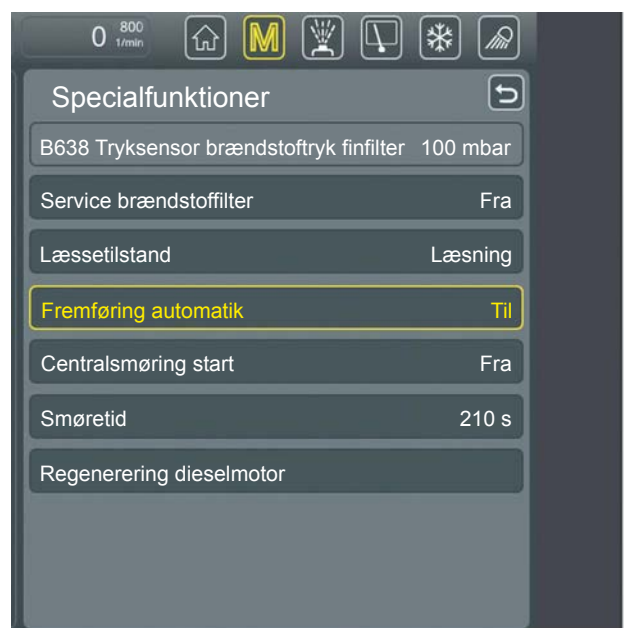 0 800 1/min M
Specialfunktioner
B638 Tryksensor brændstoftryk finfilter 100 mbar
Service brændstoffilter Fra
Læssetilstand Læsning
Fremføring automatik Til
Centralsmøring start Fra
Smøretid 210 s
Regenerering dieselmotor